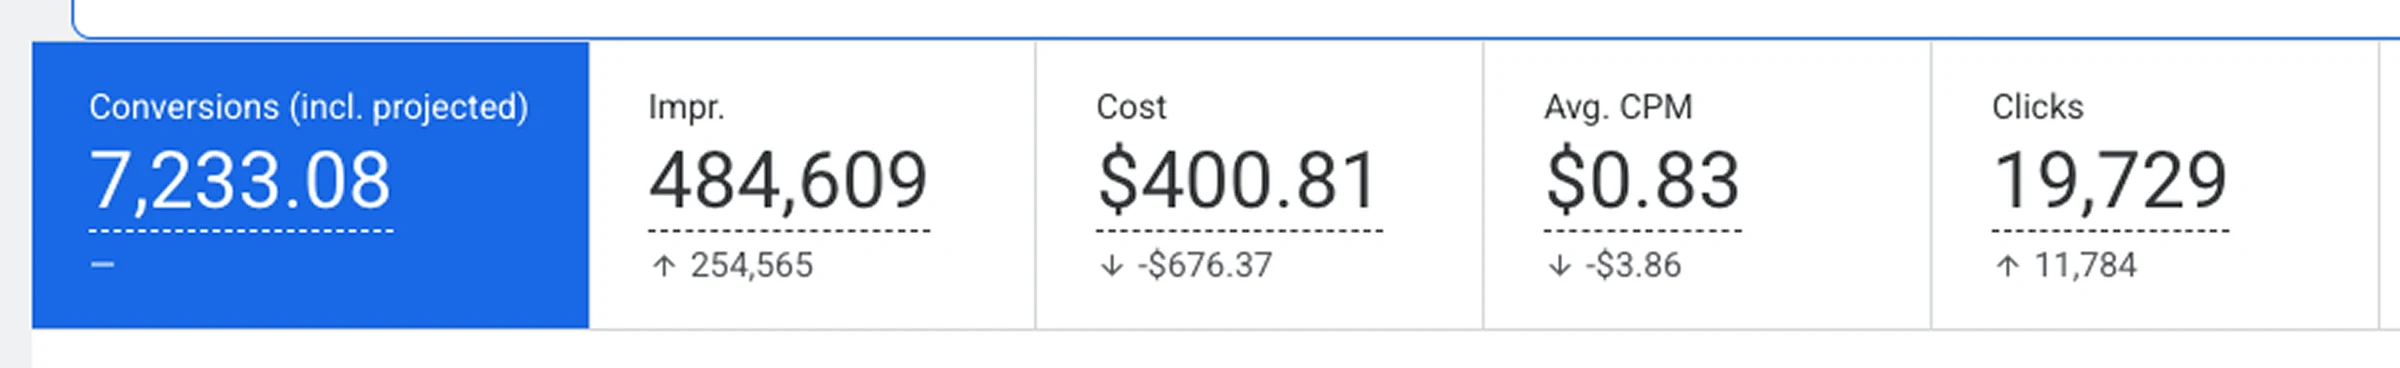 Conversions (incl. projected)
7,233.08
—
Impr.
484,609
↑ 254,565
Cost
$400.81
↓ -$676.37
Avg. CPM
$0.83
↓ -$3.86
Clicks
19,729
↑ 11,784